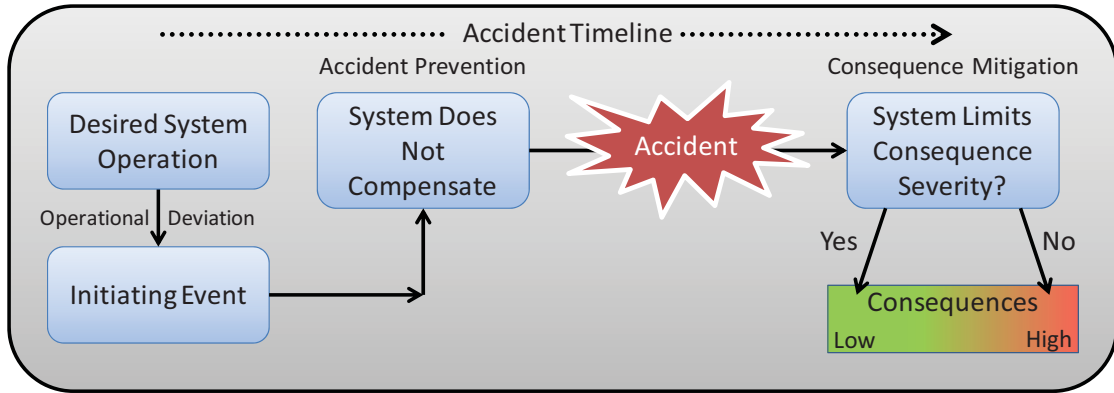 Accident Timeline
Accident Prevention
Consequence Mitigation
Desired System
Operation
System Does
Not
Compensate
Accident
System Limits
Consequence
Severity?
Operational Deviation
Initiating Event
Yes
No
Consequences
Low
High